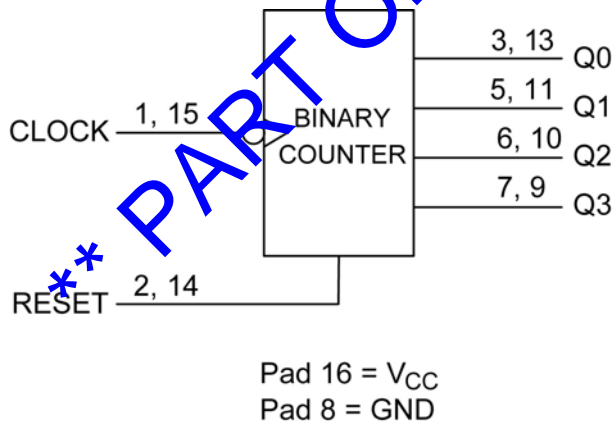 3, 13 Q0
5, 11 Q1
CLOCK 1, 15 BINARY
COUNTER 6, 10 Q2
7, 9 Q3
RESET 2, 14
Pad 16 = VCC
Pad 8 = GND
** PART